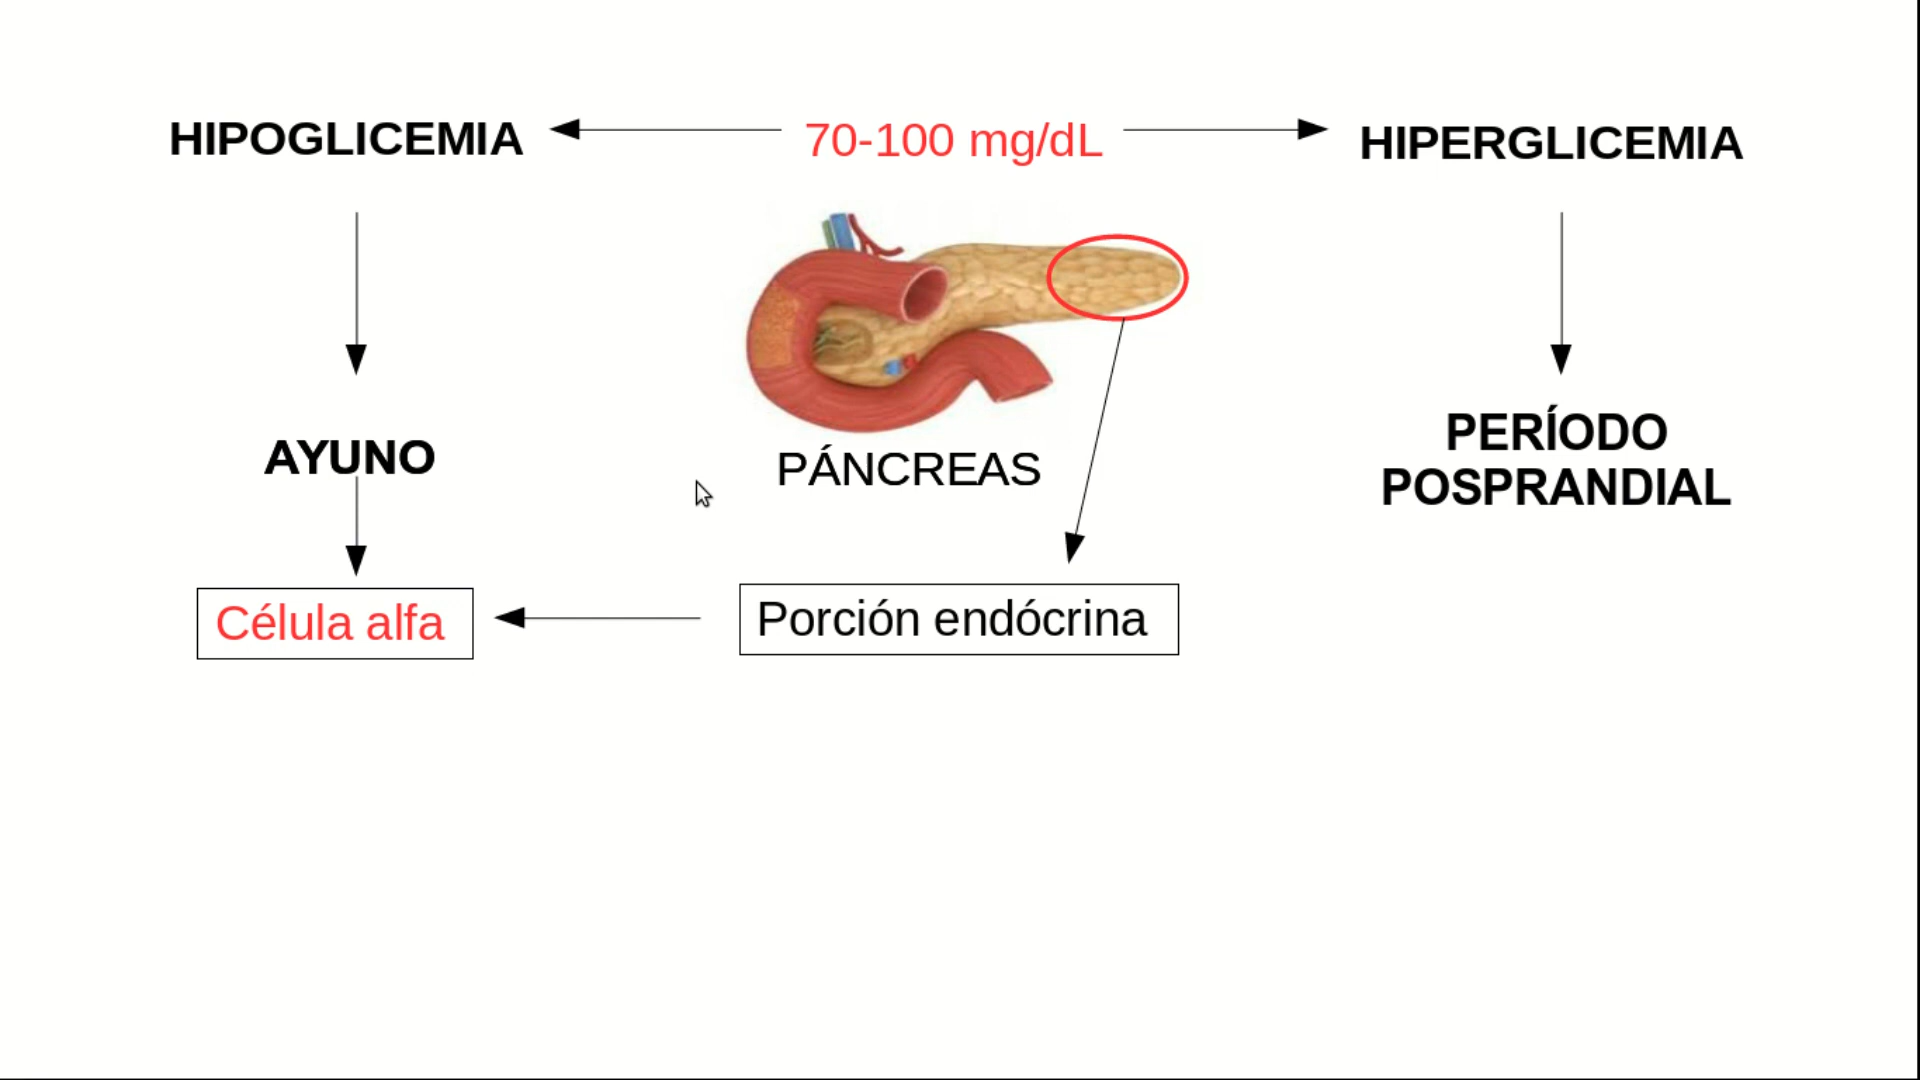 HIPOGLICEMIA
70-100 mg/dL
HIPERGLICEMIA
AYUNO
PÁNCREAS
PERÍODO
POSPRANDIAL
Célula alfa
Porción endócrina